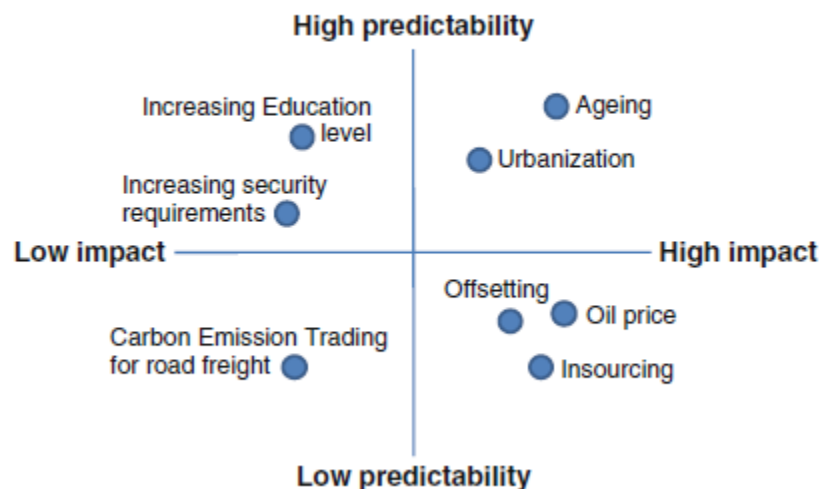 High predictability
Increasing Education
level
Ageing
Urbanization
Increasing security
requirements
Low impact
High impact
Offsetting
Oil price
Carbon Emission Trading
for road freight
Insourcing
Low predictability